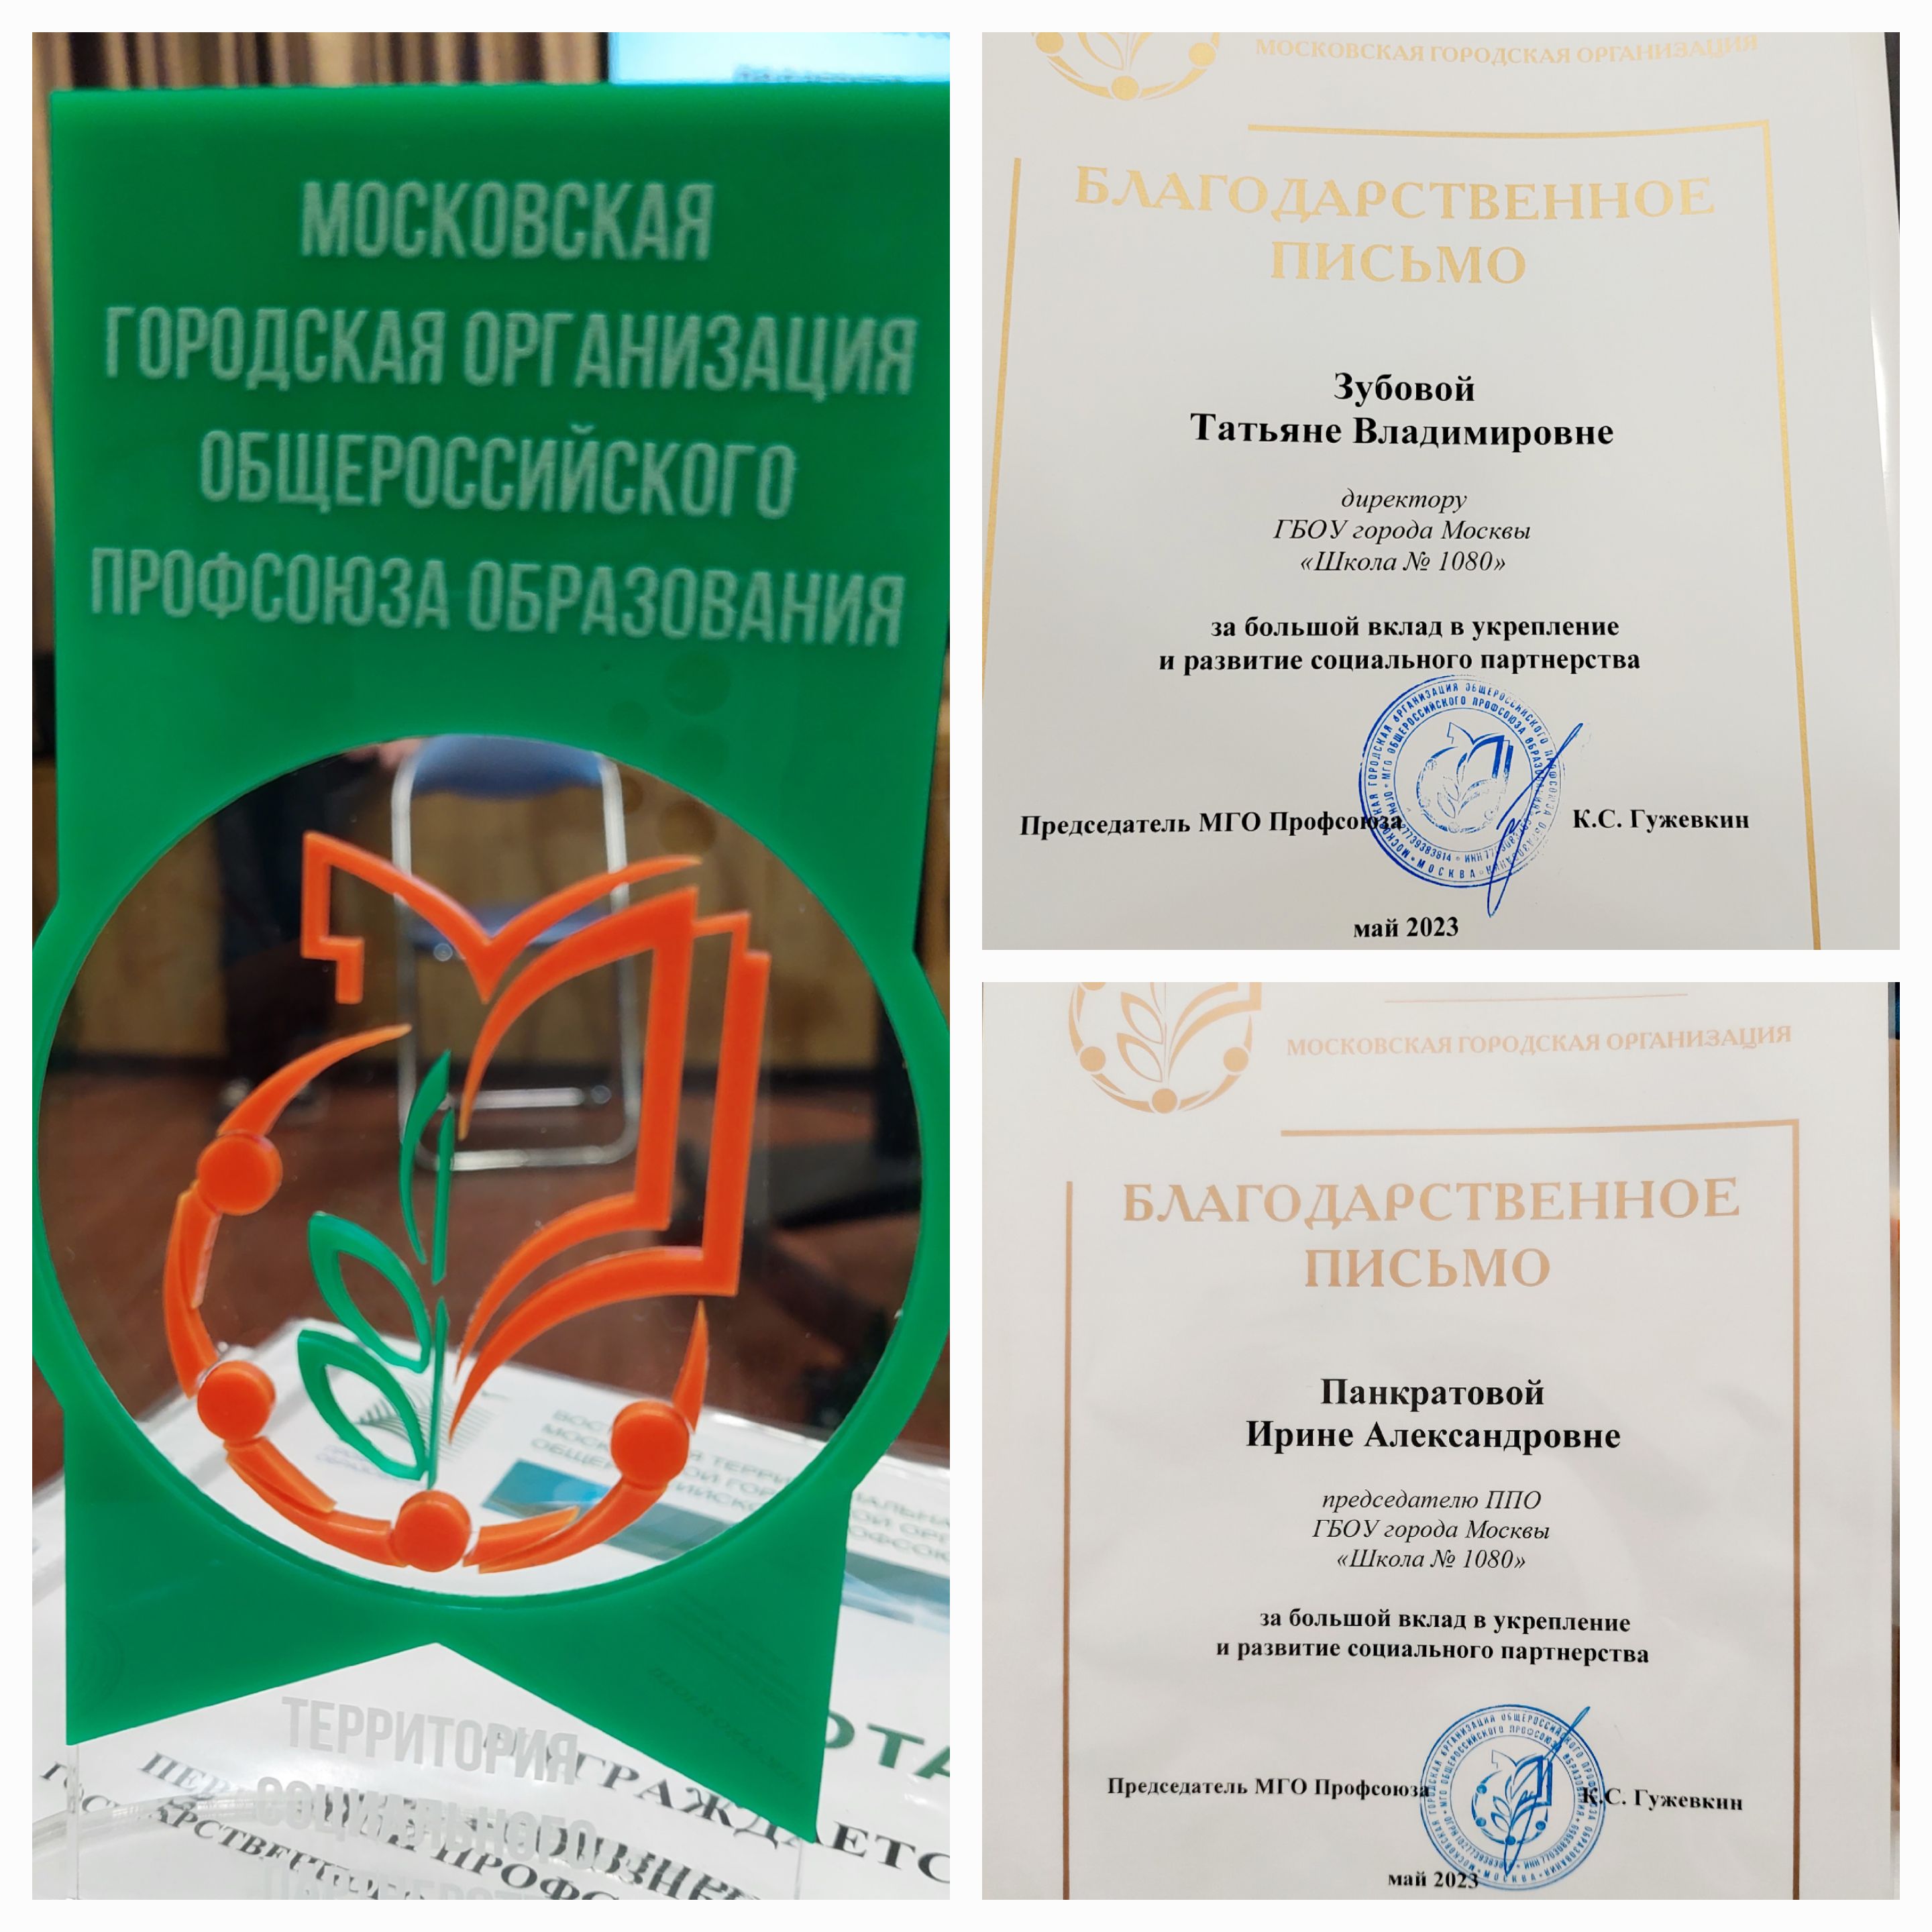 МОСКОВСКАЯ
ГОРОДСКАЯ ОРГАНИЗАЦИЯ
ОБЩЕРОССИЙСКОГО
ПРОФСОЮЗА ОБРАЗОВАНИЯ
ТЕРРИТОРИЯ
СОЦИАЛЬНОГО
МОСКОВСКАЯ ГОРОДСКАЯ ОРГАНИЗАЦИЯ
БЛАГОДАРСТВЕННОЕ
ПИСЬМО
Зубовой
Татьяне Владимировне
директору
ГБОУ города Москвы
«Школа № 1080»
за большой вклад в укрепление
и развитие социального партнерства
Председатель МГО Профсоюза К.С. Гужевкин
май 2023
МОСКОВСКАЯ ГОРОДСКАЯ ОРГАНИЗАЦИЯ
БЛАГОДАРСТВЕННОЕ
ПИСЬМО
Панкратовой
Ирине Александровне
председателю ППО
ГБОУ города Москвы
«Школа № 1080»
за большой вклад в укрепление
и развитие социального партнерства
Председатель МГО Профсоюза К.С. Гужевкин
май 2023